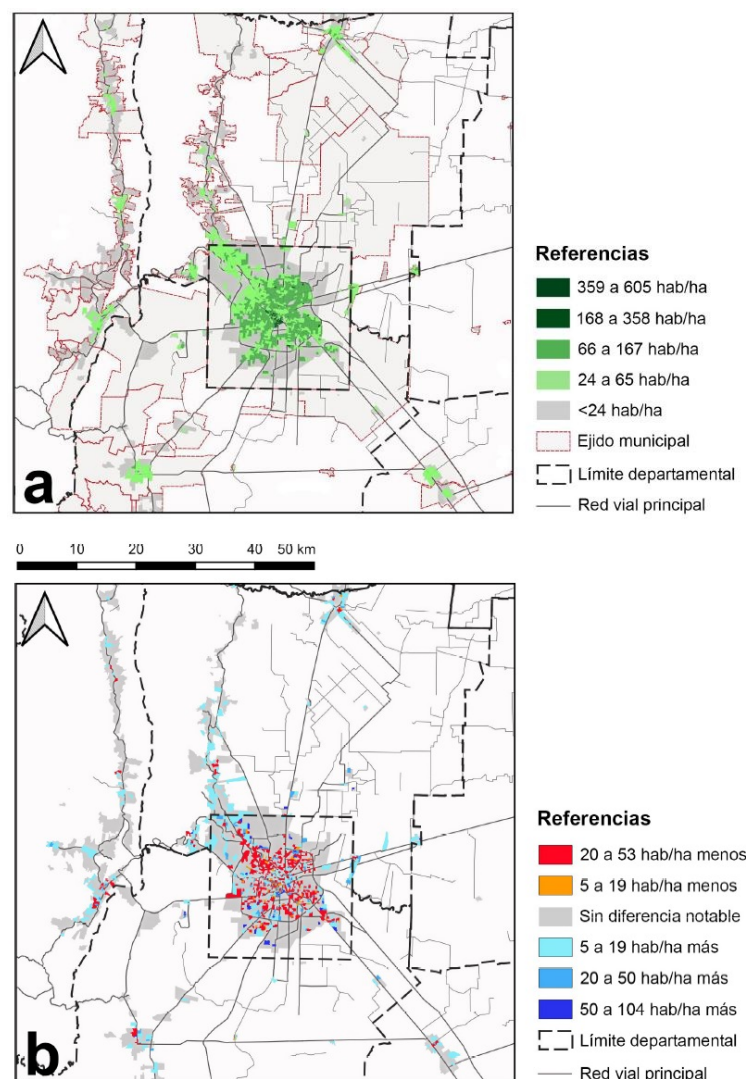 Referencias
359 a 605 hab/ha
168 a 358 hab/ha
66 a 167 hab/ha
24 a 65 hab/ha
<24 hab/ha
Ejido municipal
Límite departamental
Red vial principal
a
0 10 20 30 40 50 km
Referencias
20 a 53 hab/ha menos
5 a 19 hab/ha menos
Sin diferencia notable
5 a 19 hab/ha más
20 a 50 hab/ha más
50 a 104 hab/ha más
Límite departamental
Red vial principal
b